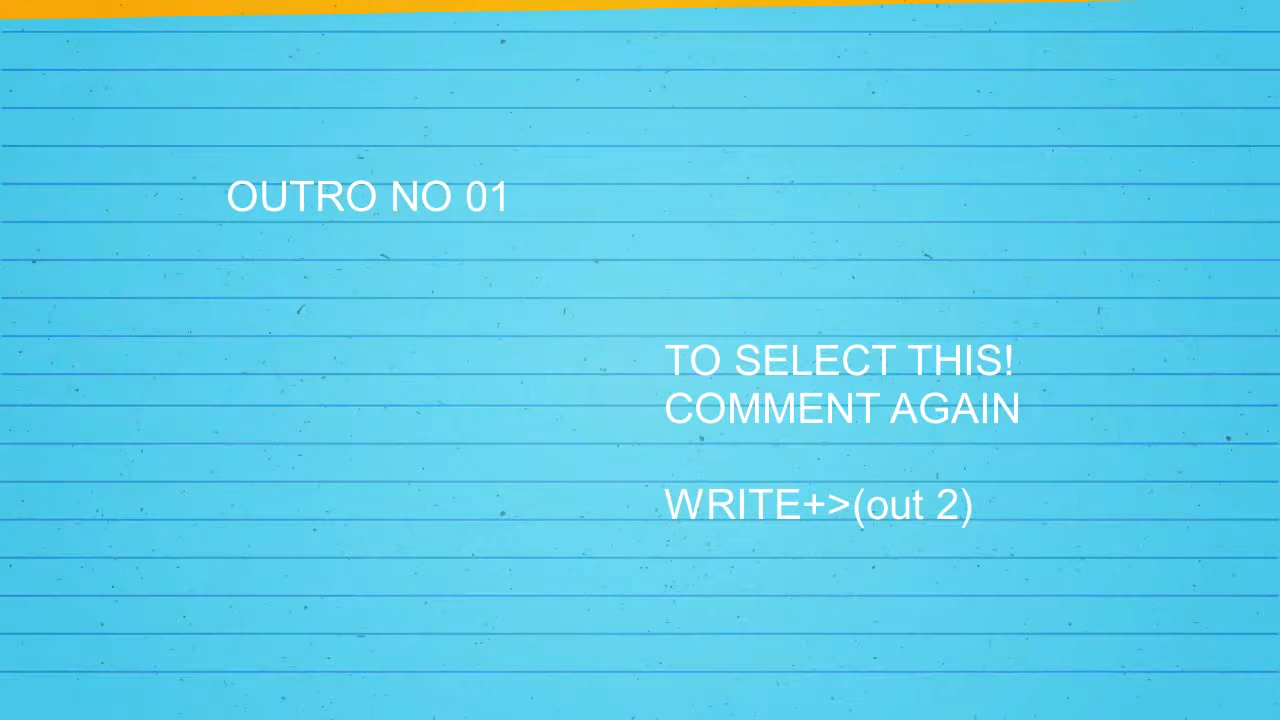 OUTRO NO 01
TO SELECT THIS!
COMMENT AGAIN
WRITE+>(out 2)